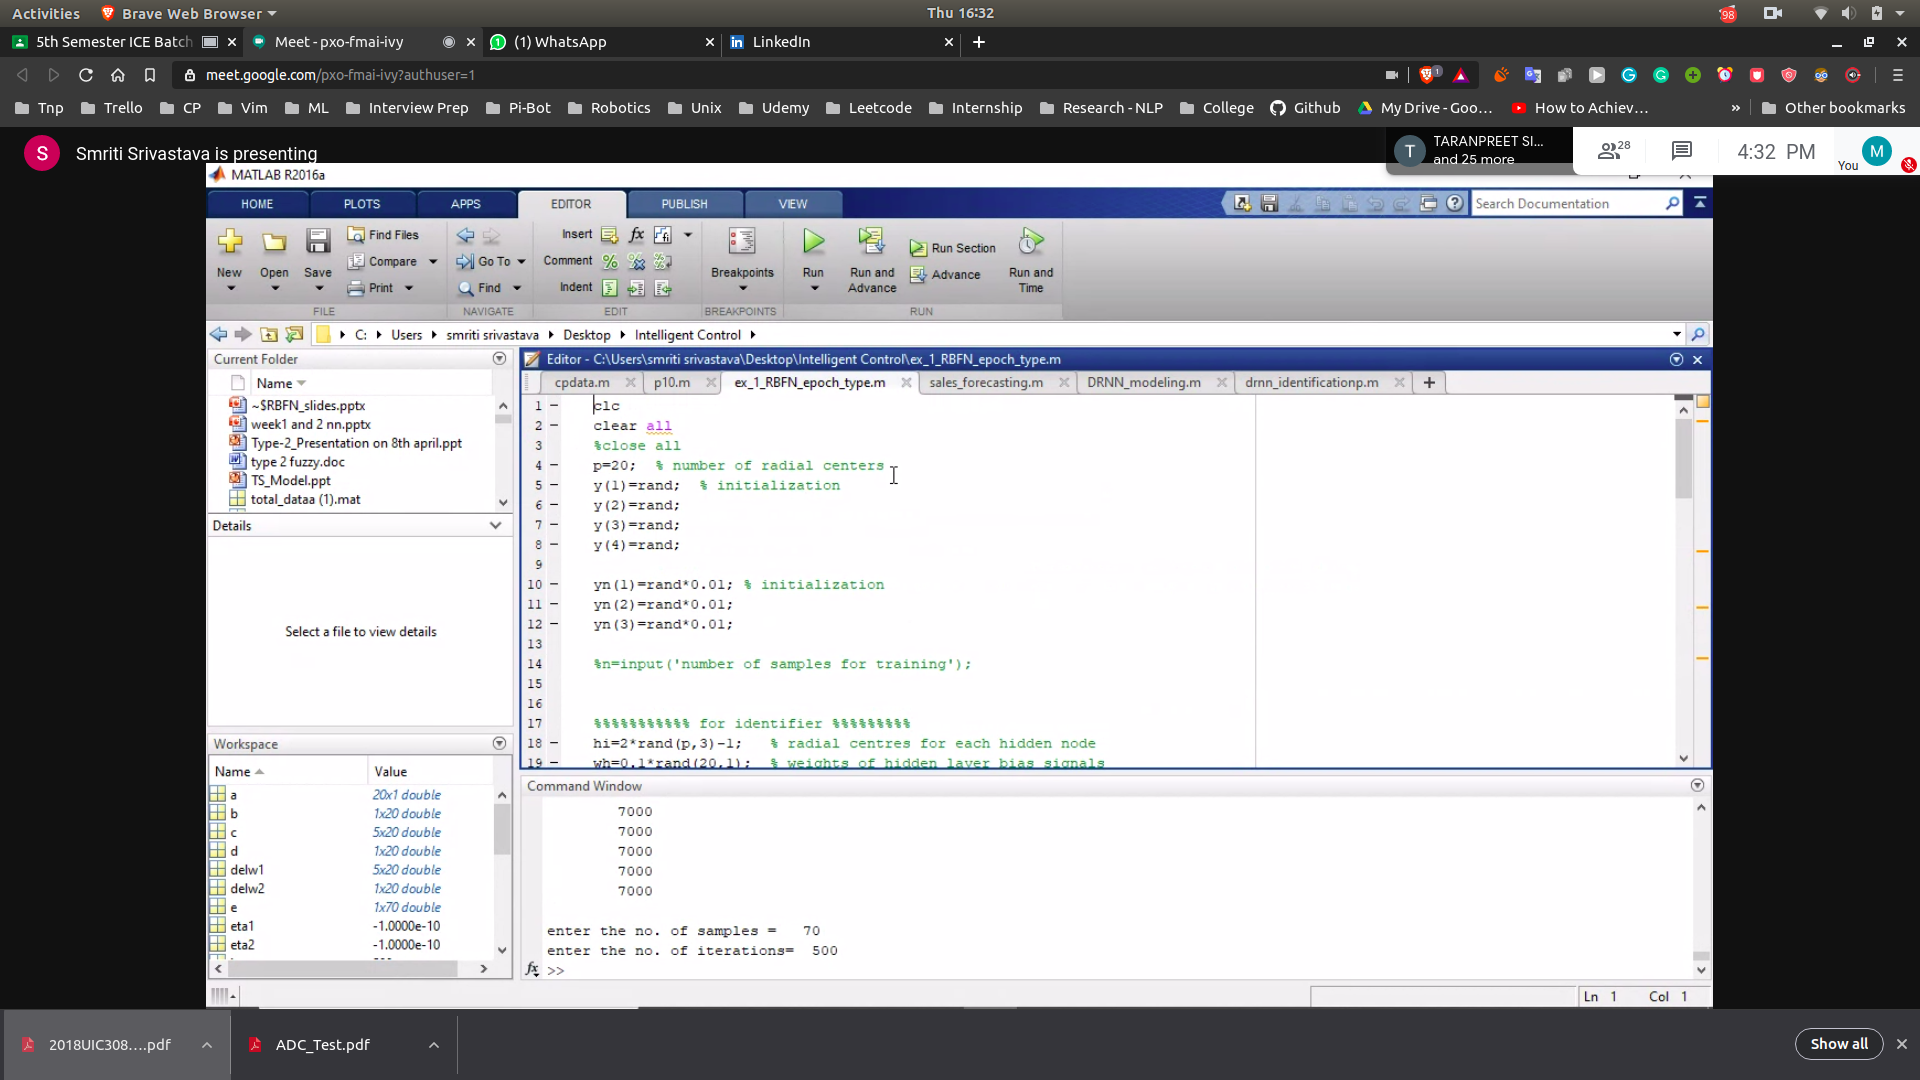 Activities Brave Web Browser Thu 16:32 98
5th Semester ICE Batch Meet - pxo-fmai-ivy (1) WhatsApp LinkedIn
meet.google.com/pxo-fmai-ivy?authuser=1
Tnp Trello CP Vim ML Interview Prep Pi-Bot Robotics Unix Udemy Leetcode Internship Research - NLP College Github My Drive - Goo... How to Achiev... » Other bookmarks
S Smriti Srivastava is presenting
T TARANPREET SI...
and 25 more
28
4:32 PM
You M
MATLAB R2016a
HOME PLOTS APPS EDITOR PUBLISH VIEW
Search Documentation
New Open Save Find Files Compare Print
Go To Find
Insert fx
Comment
Indent
Breakpoints
Run Run and Advance Run Section Advance Run and Time
FILE NAVIGATE EDIT BREAKPOINTS RUN
C: Users smriti srivastava Desktop Intelligent Control
Current Folder
Name
~$RBFN_slides.pptx
week1 and 2 nn.pptx
Type-2_Presentation on 8th april.ppt
type 2 fuzzy.doc
TS_Model.ppt
total_dataa (1).mat
Details
Select a file to view details
Workspace
Name Value
a 20x1 double
b 1x20 double
c 5x20 double
d 1x20 double
delw1 5x20 double
delw2 1x20 double
e 1x70 double
eta1 -1.0000e-10
eta2 -1.0000e-10
Editor - C:\Users\smriti srivastava\Desktop\Intelligent Control\ex_1_RBFN_epoch_type.m
cpdata.m p10.m ex_1_RBFN_epoch_type.m sales_forecasting.m DRNN_modeling.m drnn_identificationp.m
1 clc
2 clear all
3 %close all
4 p=20; % number of radial centers
5 y(1)=rand; % initialization
6 y(2)=rand;
7 y(3)=rand;
8 y(4)=rand;
9
10 yn(1)=rand*0.01; % initialization
11 yn(2)=rand*0.01;
12 yn(3)=rand*0.01;
13
14 %n=input('number of samples for training');
15
16
17 %%%%%%%%%%% for identifier %%%%%%%%%
18 hi=2*rand(p,3)-1; % radial centres for each hidden node
19 wh=0.1*rand(20,1); % weights of hidden layer bias signals
Command Window
7000
7000
7000
7000
7000
enter the no. of samples = 70
enter the no. of iterations= 500
fx >>
Ln 1 Col 1
2018UIC308....pdf ADC_Test.pdf Show all